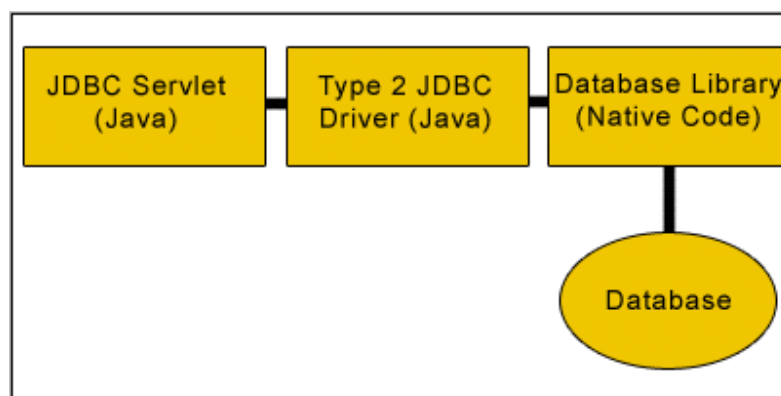 JDBC Servlet
(Java)
Type 2 JDBC
Driver (Java)
Database Library
(Native Code)
Database